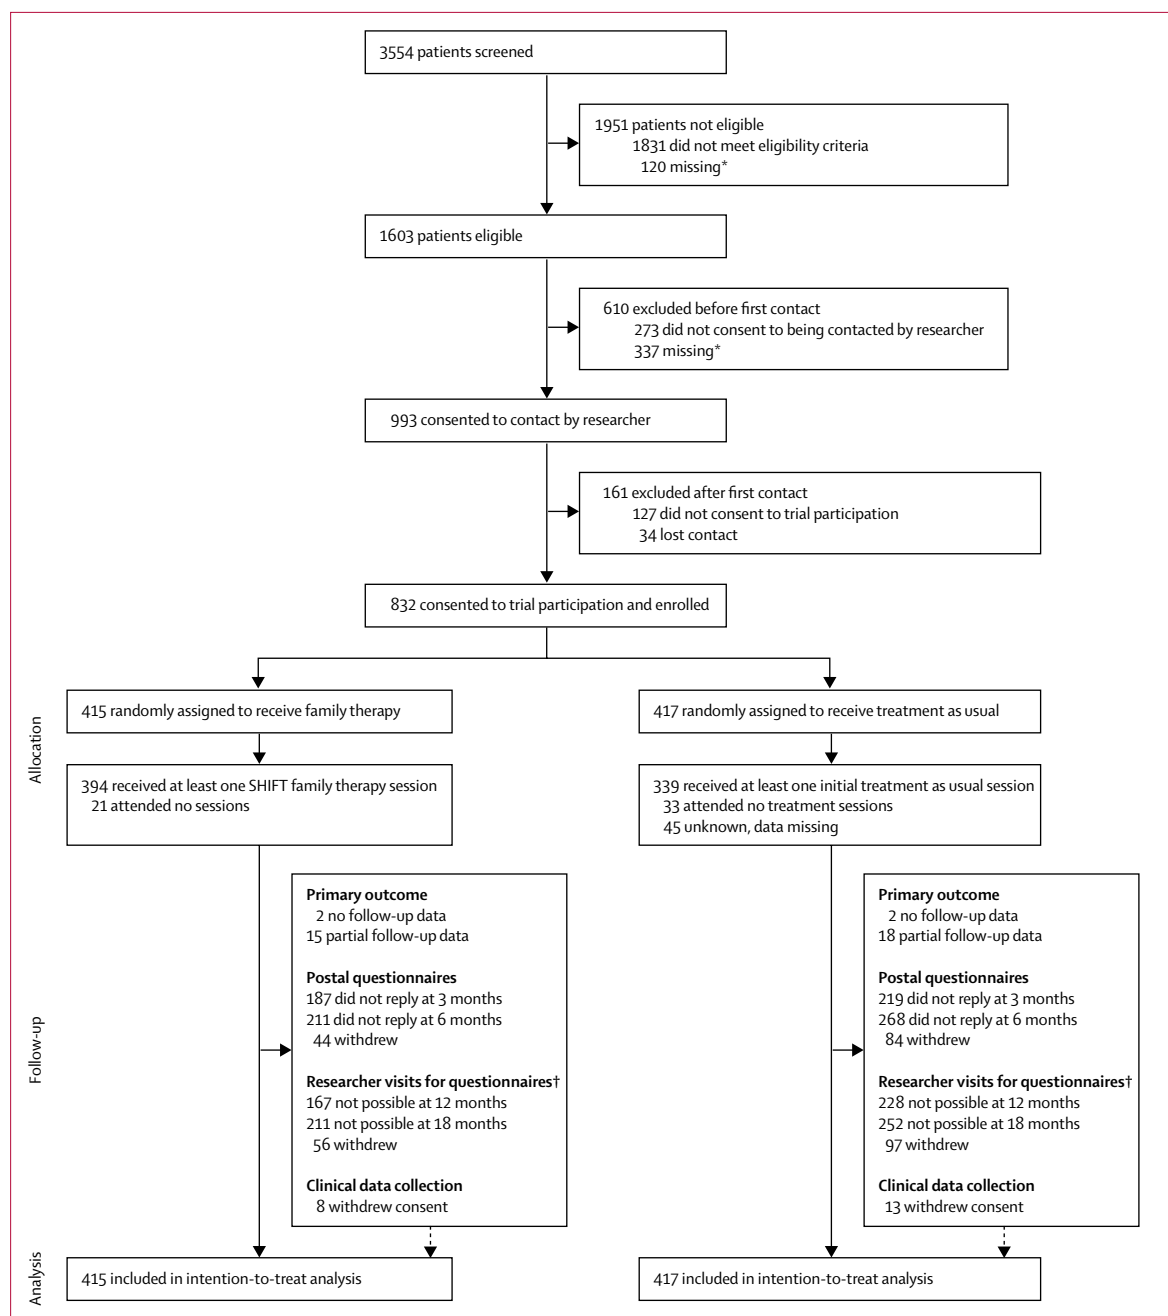 3554 patients screened
1951 patients not eligible
1831 did not meet eligibility criteria
120 missing*
1603 patients eligible
610 excluded before first contact
273 did not consent to being contacted by researcher
337 missing*
993 consented to contact by researcher
161 excluded after first contact
127 did not consent to trial participation
34 lost contact
832 consented to trial participation and enrolled
Allocation
415 randomly assigned to receive family therapy
417 randomly assigned to receive treatment as usual
394 received at least one SHIFT family therapy session
21 attended no sessions
339 received at least one initial treatment as usual session
33 attended no treatment sessions
45 unknown, data missing
Follow-up
Primary outcome
2 no follow-up data
15 partial follow-up data
Postal questionnaires
187 did not reply at 3 months
211 did not reply at 6 months
44 withdrew
Researcher visits for questionnaires†
167 not possible at 12 months
211 not possible at 18 months
56 withdrew
Clinical data collection
8 withdrew consent
Primary outcome
2 no follow-up data
18 partial follow-up data
Postal questionnaires
219 did not reply at 3 months
268 did not reply at 6 months
84 withdrew
Researcher visits for questionnaires†
228 not possible at 12 months
252 not possible at 18 months
97 withdrew
Clinical data collection
13 withdrew consent
Analysis
415 included in intention-to-treat analysis
417 included in intention-to-treat analysis